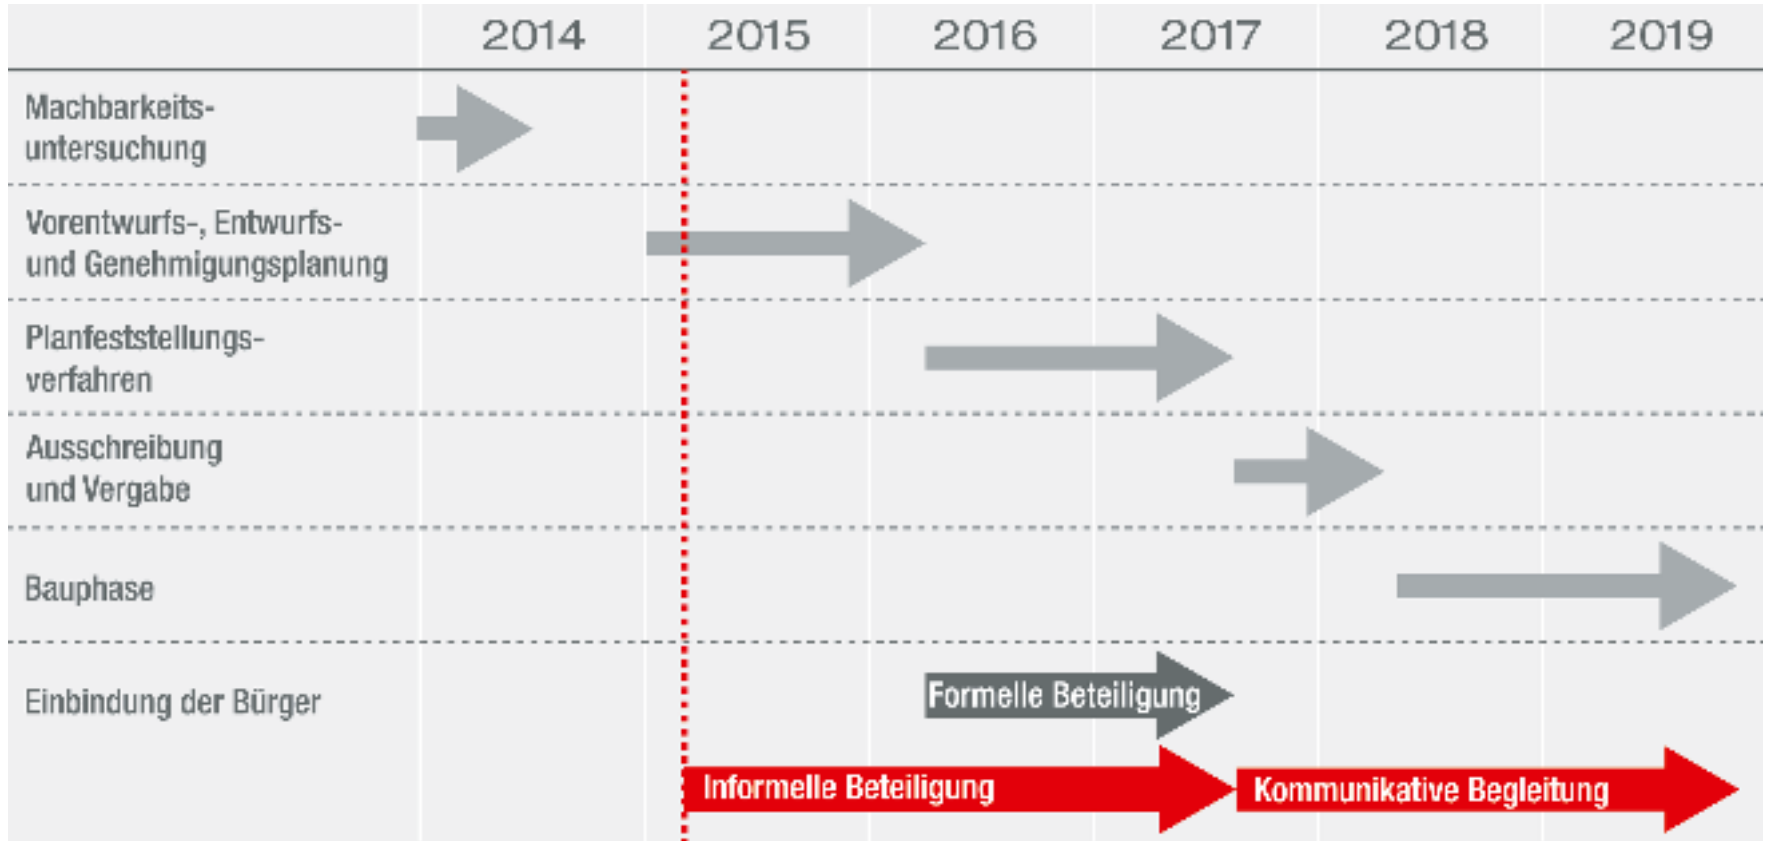 2014 2015 2016 2017 2018 2019
Machbarkeits-
untersuchung
Vorentwurfs-, Entwurfs-
und Genehmigungsplanung
Planfeststellungs-
verfahren
Ausschreibung
und Vergabe
Bauphase
Einbindung der Bürger
Formelle Beteiligung
Informelle Beteiligung
Kommunikative Begleitung